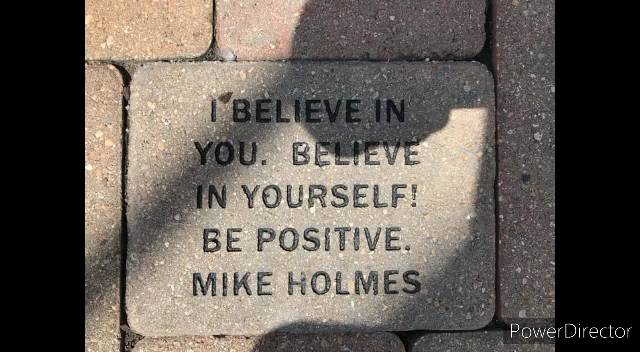 I BELIEVE IN
YOU. BELIEVE
IN YOURSELF!
BE POSITIVE.
MIKE HOLMES
PowerDirector